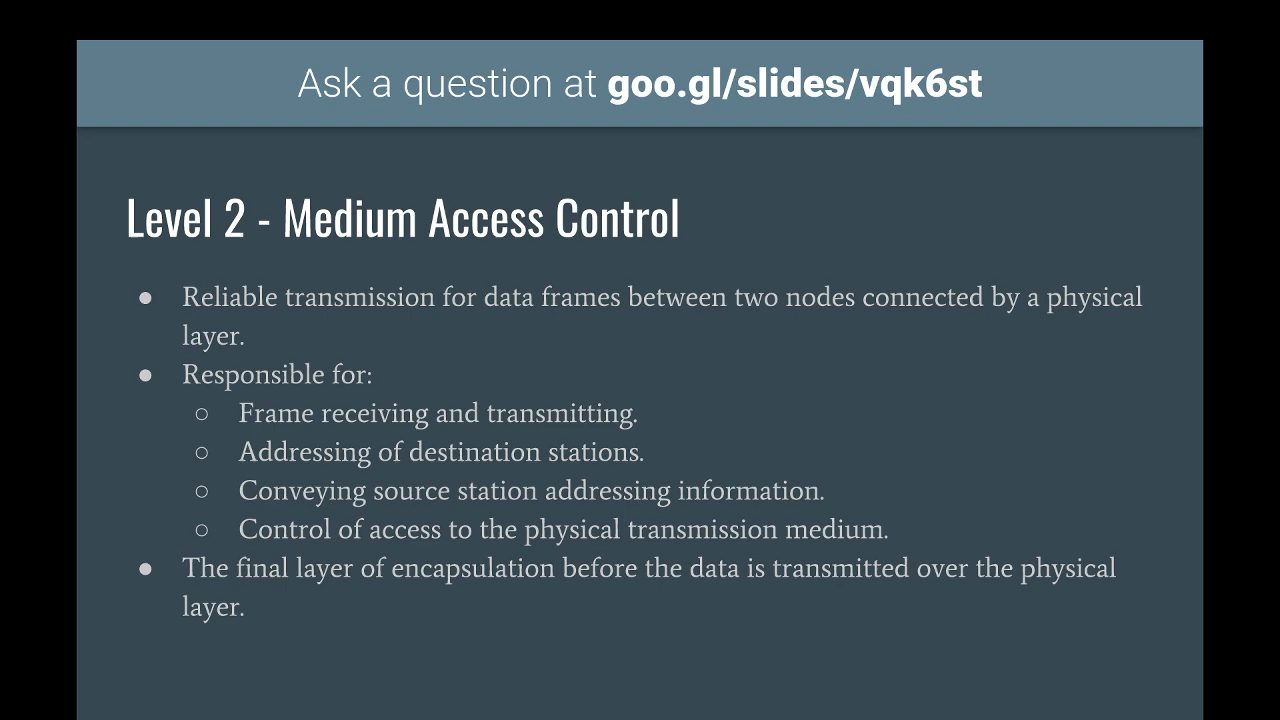 Ask a question at goo.gl/slides/vqk6st
Level 2 - Medium Access Control
● Reliable transmission for data frames between two nodes connected by a physical
layer.
● Responsible for:
○ Frame receiving and transmitting.
○ Addressing of destination stations.
○ Conveying source station addressing information.
○ Control of access to the physical transmission medium.
● The final layer of encapsulation before the data is transmitted over the physical
layer.